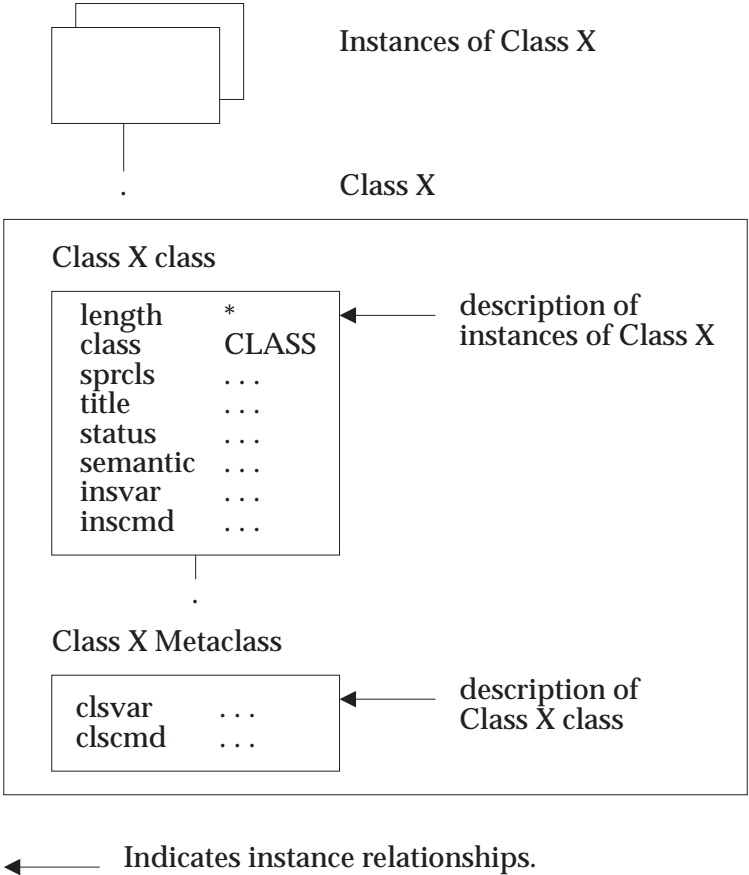 Instances of Class X
.
Class X
Class X class
length *
class CLASS
sprcls . . .
title . . .
status . . .
semantic . . .
insvar . . .
inscmd . . .
description of
instances of Class X
.
Class X Metaclass
clsvar . . .
clscmd . . .
description of
Class X class
Indicates instance relationships.